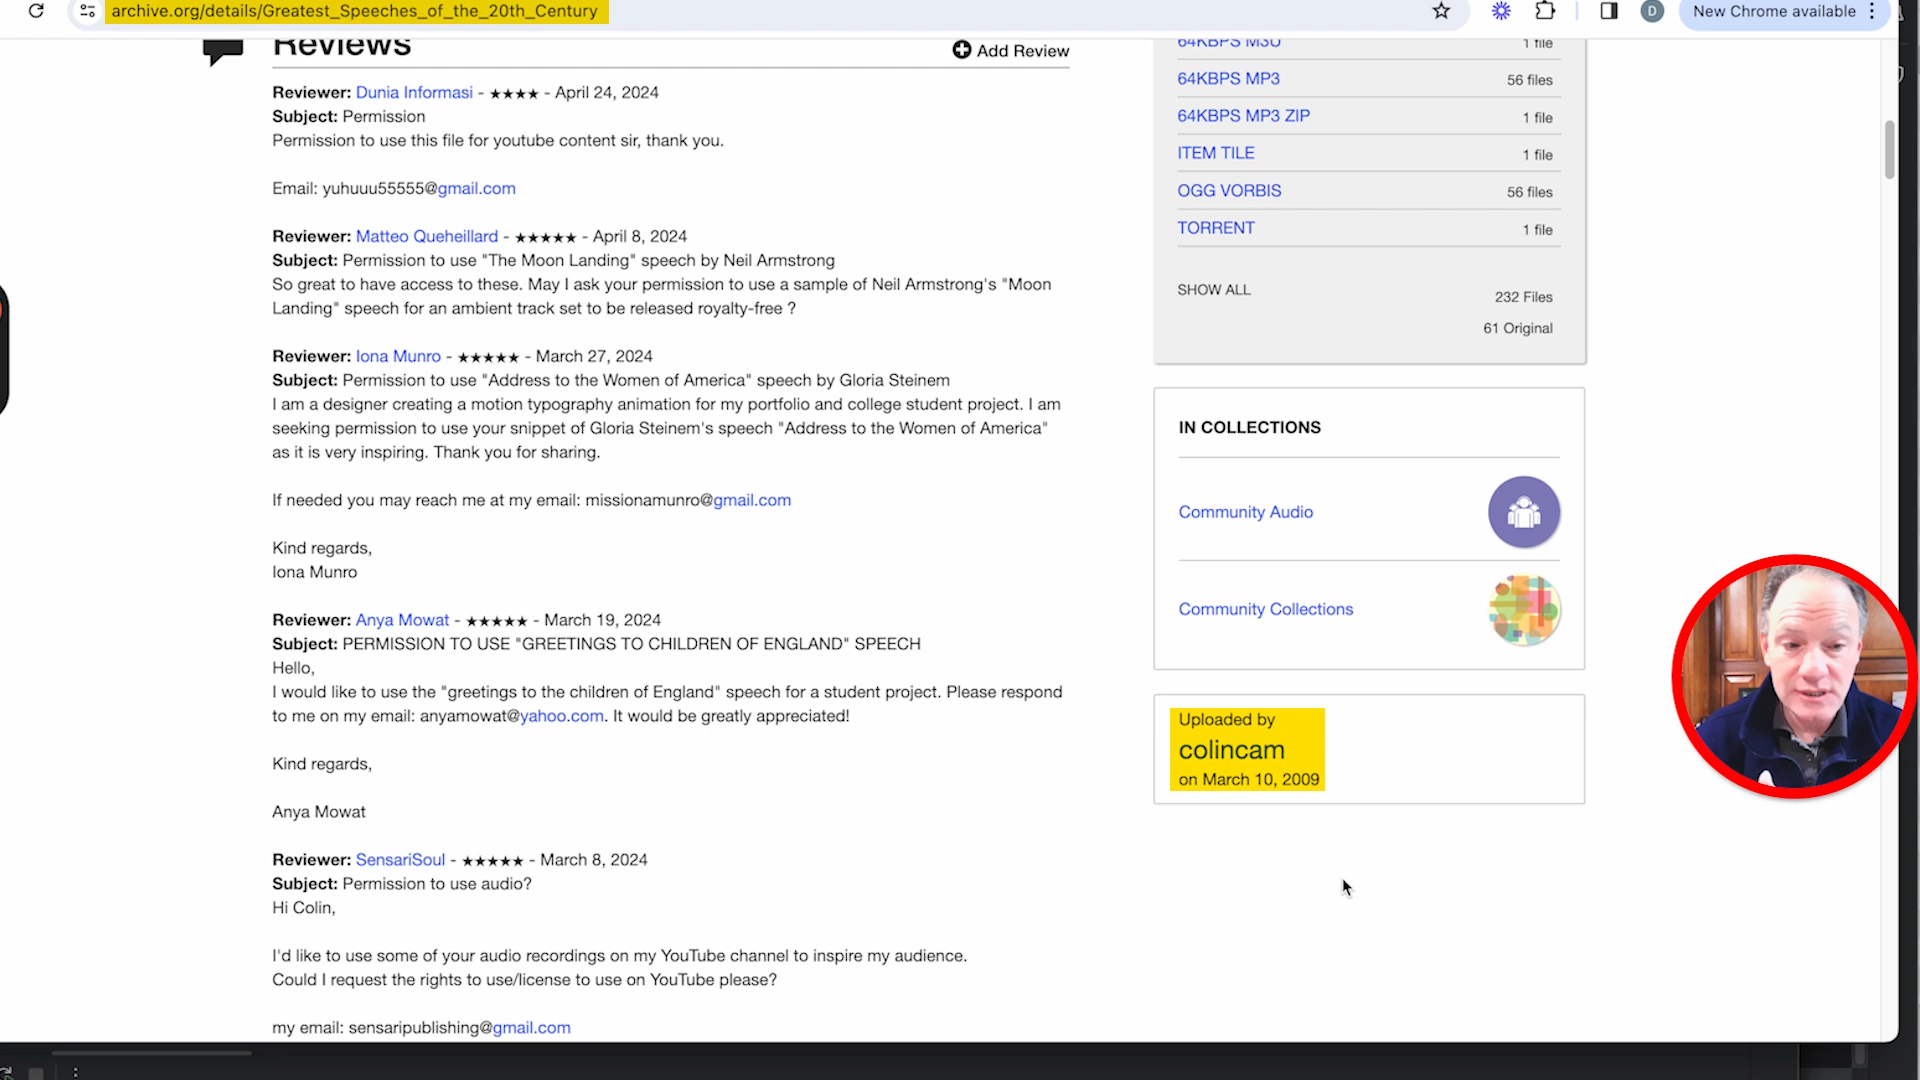 archive.org/details/Greatest_Speeches_of_the_20th_Century
D
New Chrome available
Reviews
Add Review
Reviewer: Dunia Informasi - ★★★★ - April 24, 2024
Subject: Permission
Permission to use this file for youtube content sir, thank you.
Email: yuhuuu55555@gmail.com
Reviewer: Matteo Queheillard - ★★★★★ - April 8, 2024
Subject: Permission to use "The Moon Landing" speech by Neil Armstrong
So great to have access to these. May I ask your permission to use a sample of Neil Armstrong's "Moon
Landing" speech for an ambient track set to be released royalty-free ?
Reviewer: Iona Munro - ★★★★★ - March 27, 2024
Subject: Permission to use "Address to the Women of America" speech by Gloria Steinem
I am a designer creating a motion typography animation for my portfolio and college student project. I am
seeking permission to use your snippet of Gloria Steinem's speech "Address to the Women of America"
as it is very inspiring. Thank you for sharing.
If needed you may reach me at my email: missionamunro@gmail.com
Kind regards,
Iona Munro
Reviewer: Anya Mowat - ★★★★★ - March 19, 2024
Subject: PERMISSION TO USE "GREETINGS TO CHILDREN OF ENGLAND" SPEECH
Hello,
I would like to use the "greetings to the children of England" speech for a student project. Please respond
to me on my email: anyamowat@yahoo.com. It would be greatly appreciated!
Kind regards,
Anya Mowat
Reviewer: SensariSoul - ★★★★★ - March 8, 2024
Subject: Permission to use audio?
Hi Colin,
I'd like to use some of your audio recordings on my YouTube channel to inspire my audience.
Could I request the rights to use/license to use on YouTube please?
my email: sensaripublishing@gmail.com
64KBPS M3U 1 file
64KBPS MP3 56 files
64KBPS MP3 ZIP 1 file
ITEM TILE 1 file
OGG VORBIS 56 files
TORRENT 1 file
SHOW ALL 232 Files
61 Original
IN COLLECTIONS
Community Audio
Community Collections
Uploaded by
colincam
on March 10, 2009